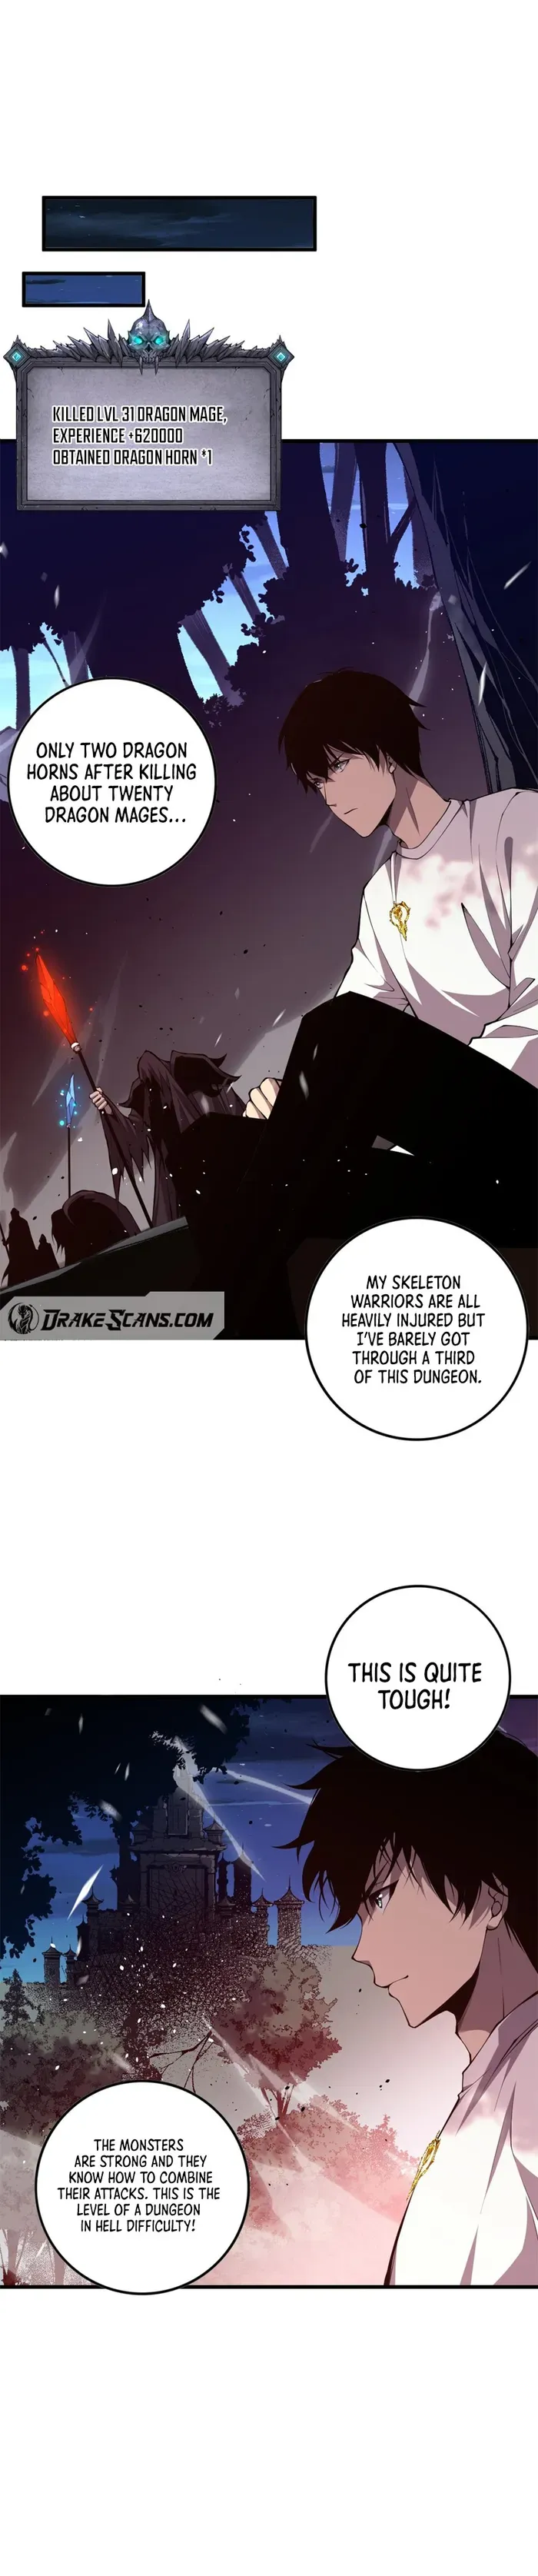 KILLED LVL 31 DRAGON MAGE,
EXPERIENCE +620000
OBTAINED DRAGON HORN *1
ONLY TWO DRAGON
HORNS AFTER KILLING
ABOUT TWENTY
DRAGON MAGES...
DRAKESCANS.COM
MY SKELETON
WARRIORS ARE ALL
HEAVILY INJURED BUT
I'VE BARELY GOT
THROUGH A THIRD
OF THIS DUNGEON.
THIS IS QUITE
TOUGH!
THE MONSTERS
ARE STRONG AND THEY
KNOW HOW TO COMBINE
THEIR ATTACKS. THIS IS THE
LEVEL OF A DUNGEON
IN HELL DIFFICULTY!